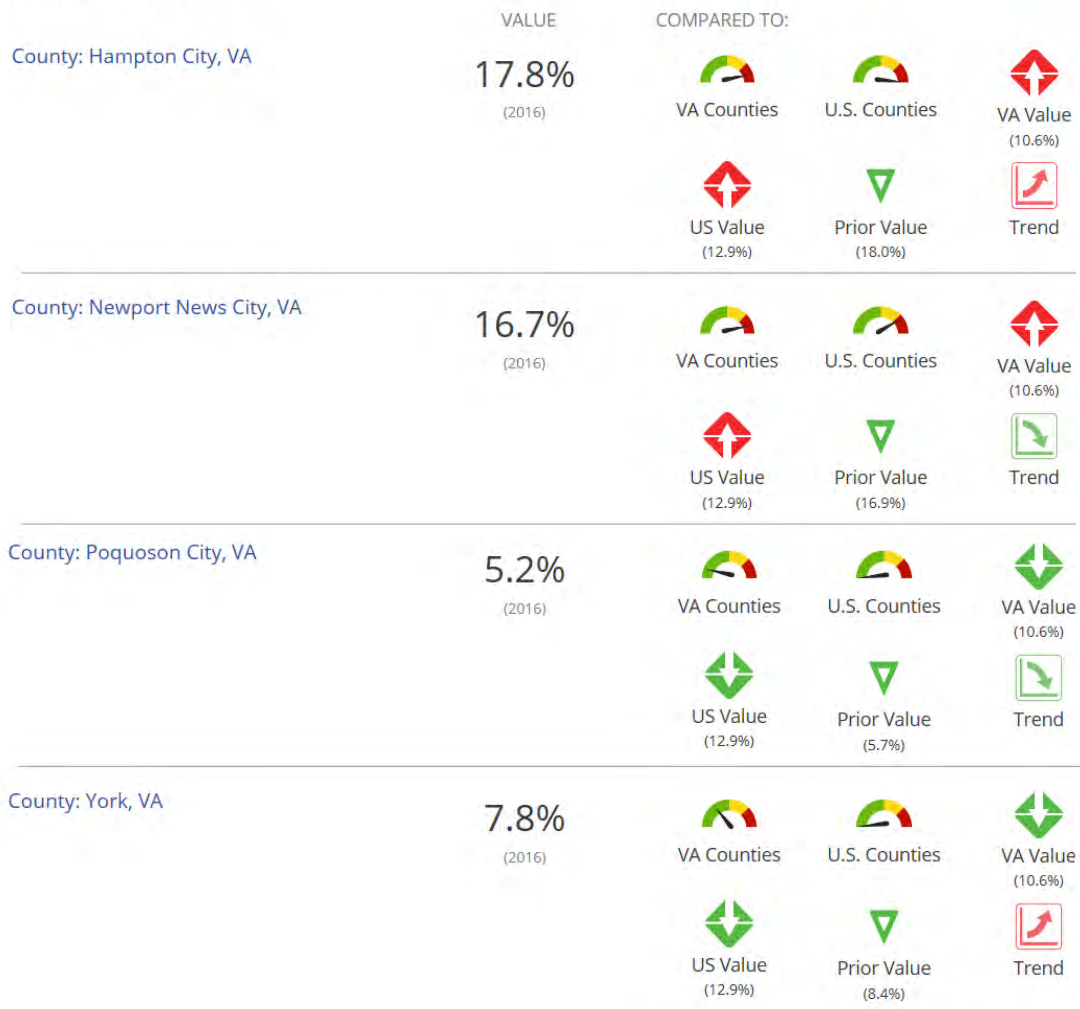 VALUE COMPARED TO:
County: Hampton City, VA
17.8%
(2016)
VA Counties
U.S. Counties
VA Value
(10.6%)
US Value
(12.9%)
Prior Value
(18.0%)
Trend
County: Newport News City, VA
16.7%
(2016)
VA Counties
U.S. Counties
VA Value
(10.6%)
US Value
(12.9%)
Prior Value
(16.9%)
Trend
County: Poquoson City, VA
5.2%
(2016)
VA Counties
U.S. Counties
VA Value
(10.6%)
US Value
(12.9%)
Prior Value
(5.7%)
Trend
County: York, VA
7.8%
(2016)
VA Counties
U.S. Counties
VA Value
(10.6%)
US Value
(12.9%)
Prior Value
(8.4%)
Trend